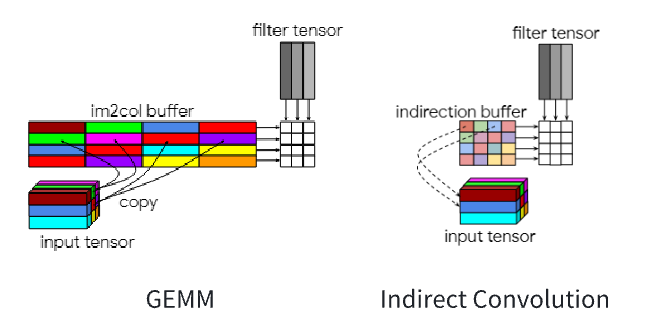 filter tensor
im2col buffer
copy
input tensor
GEMM
filter tensor
indirection buffer
input tensor
Indirect Convolution